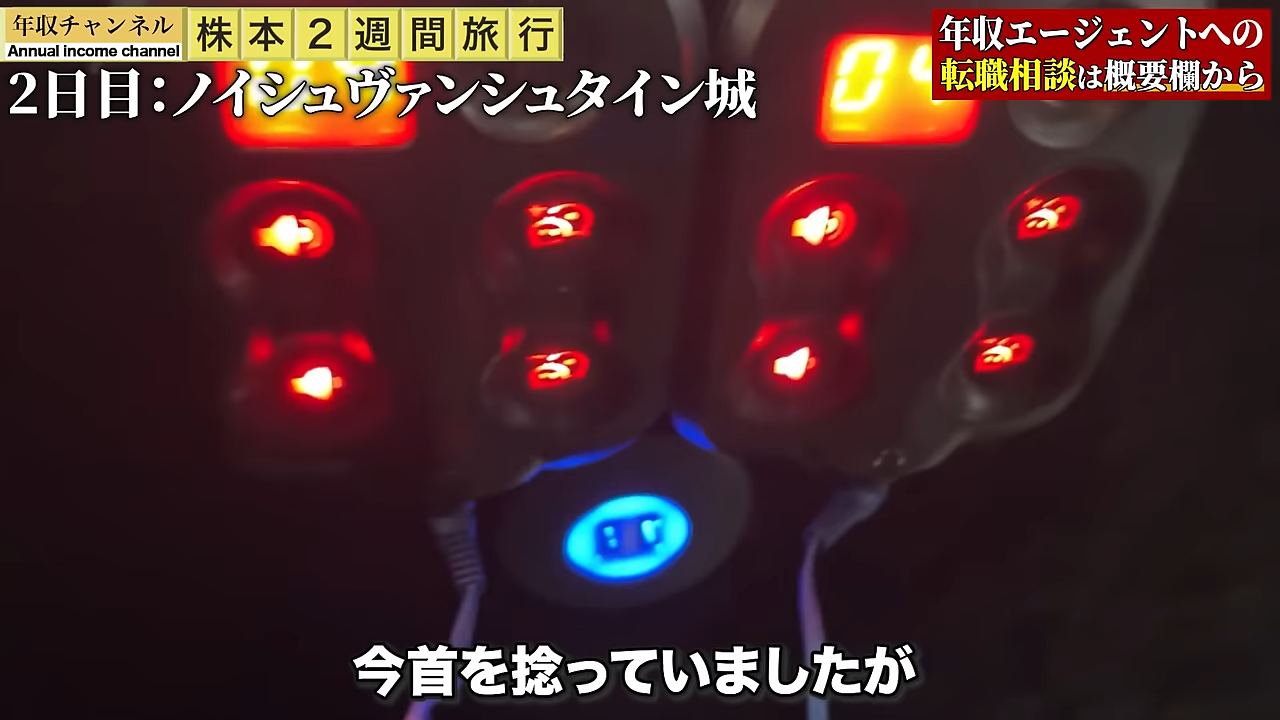 年収チャンネル
Annual income channel
株本2週間旅行
2日目：ノイシュヴァンシュタイン城
年収エージェントへの
転職相談は概要欄から
今首を捻っていましたが